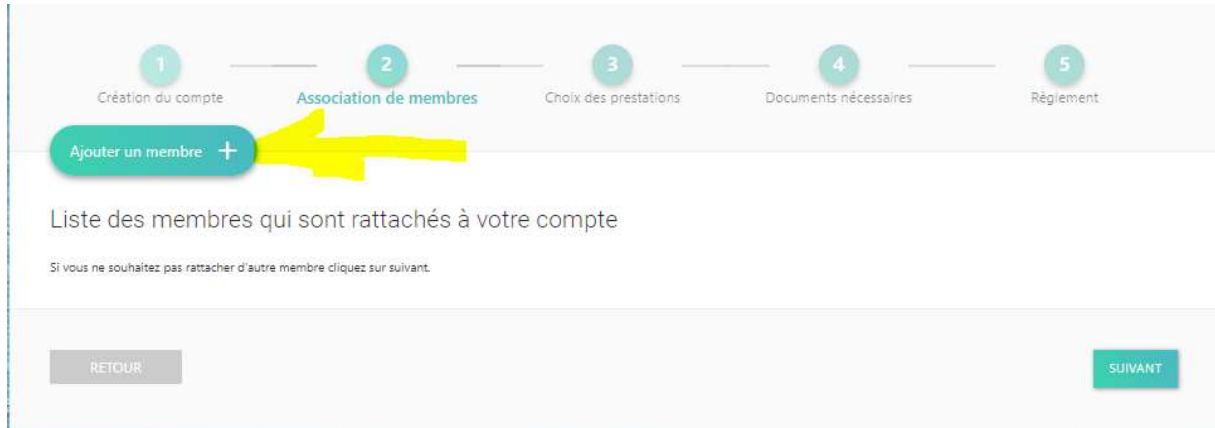 1 2 3 4 5
Création du compte Association de membres Choix des prestations Documents nécessaires Règlement
Ajouter un membre +
Liste des membres qui sont rattachés à votre compte
Si vous ne souhaitez pas rattacher d'autre membre cliquez sur suivant.
RETOUR SUIVANT